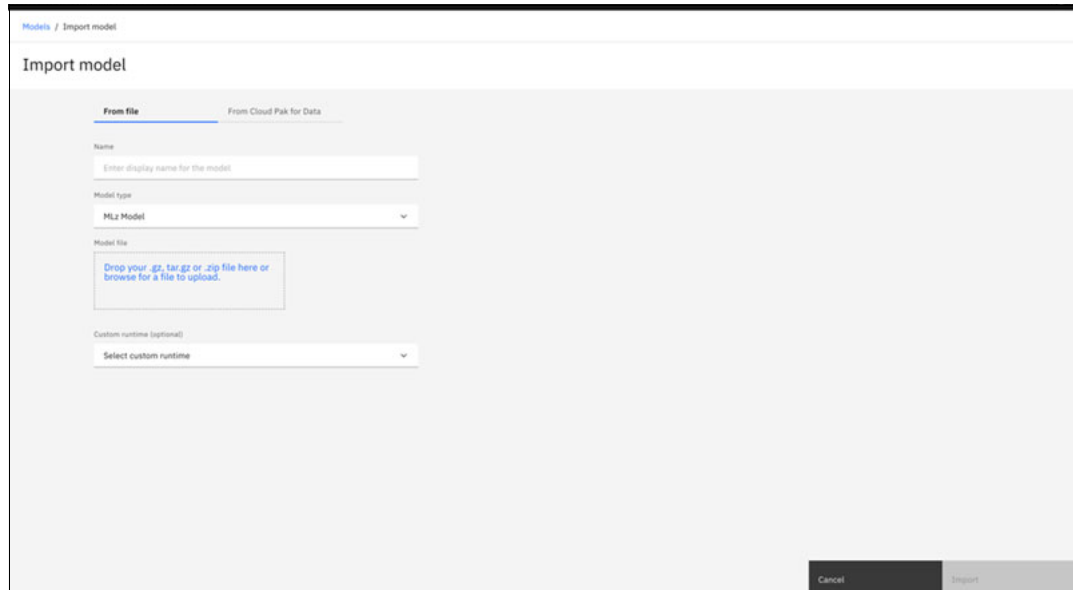 Models / Import model
Import model
From file
From Cloud Pak for Data
Name
Enter display name for the model
Model type
MLz Model
Model file
Drop your .gz, tar.gz or .zip file here or
browse for a file to upload.
Custom runtime (optional)
Select custom runtime
Cancel
Import